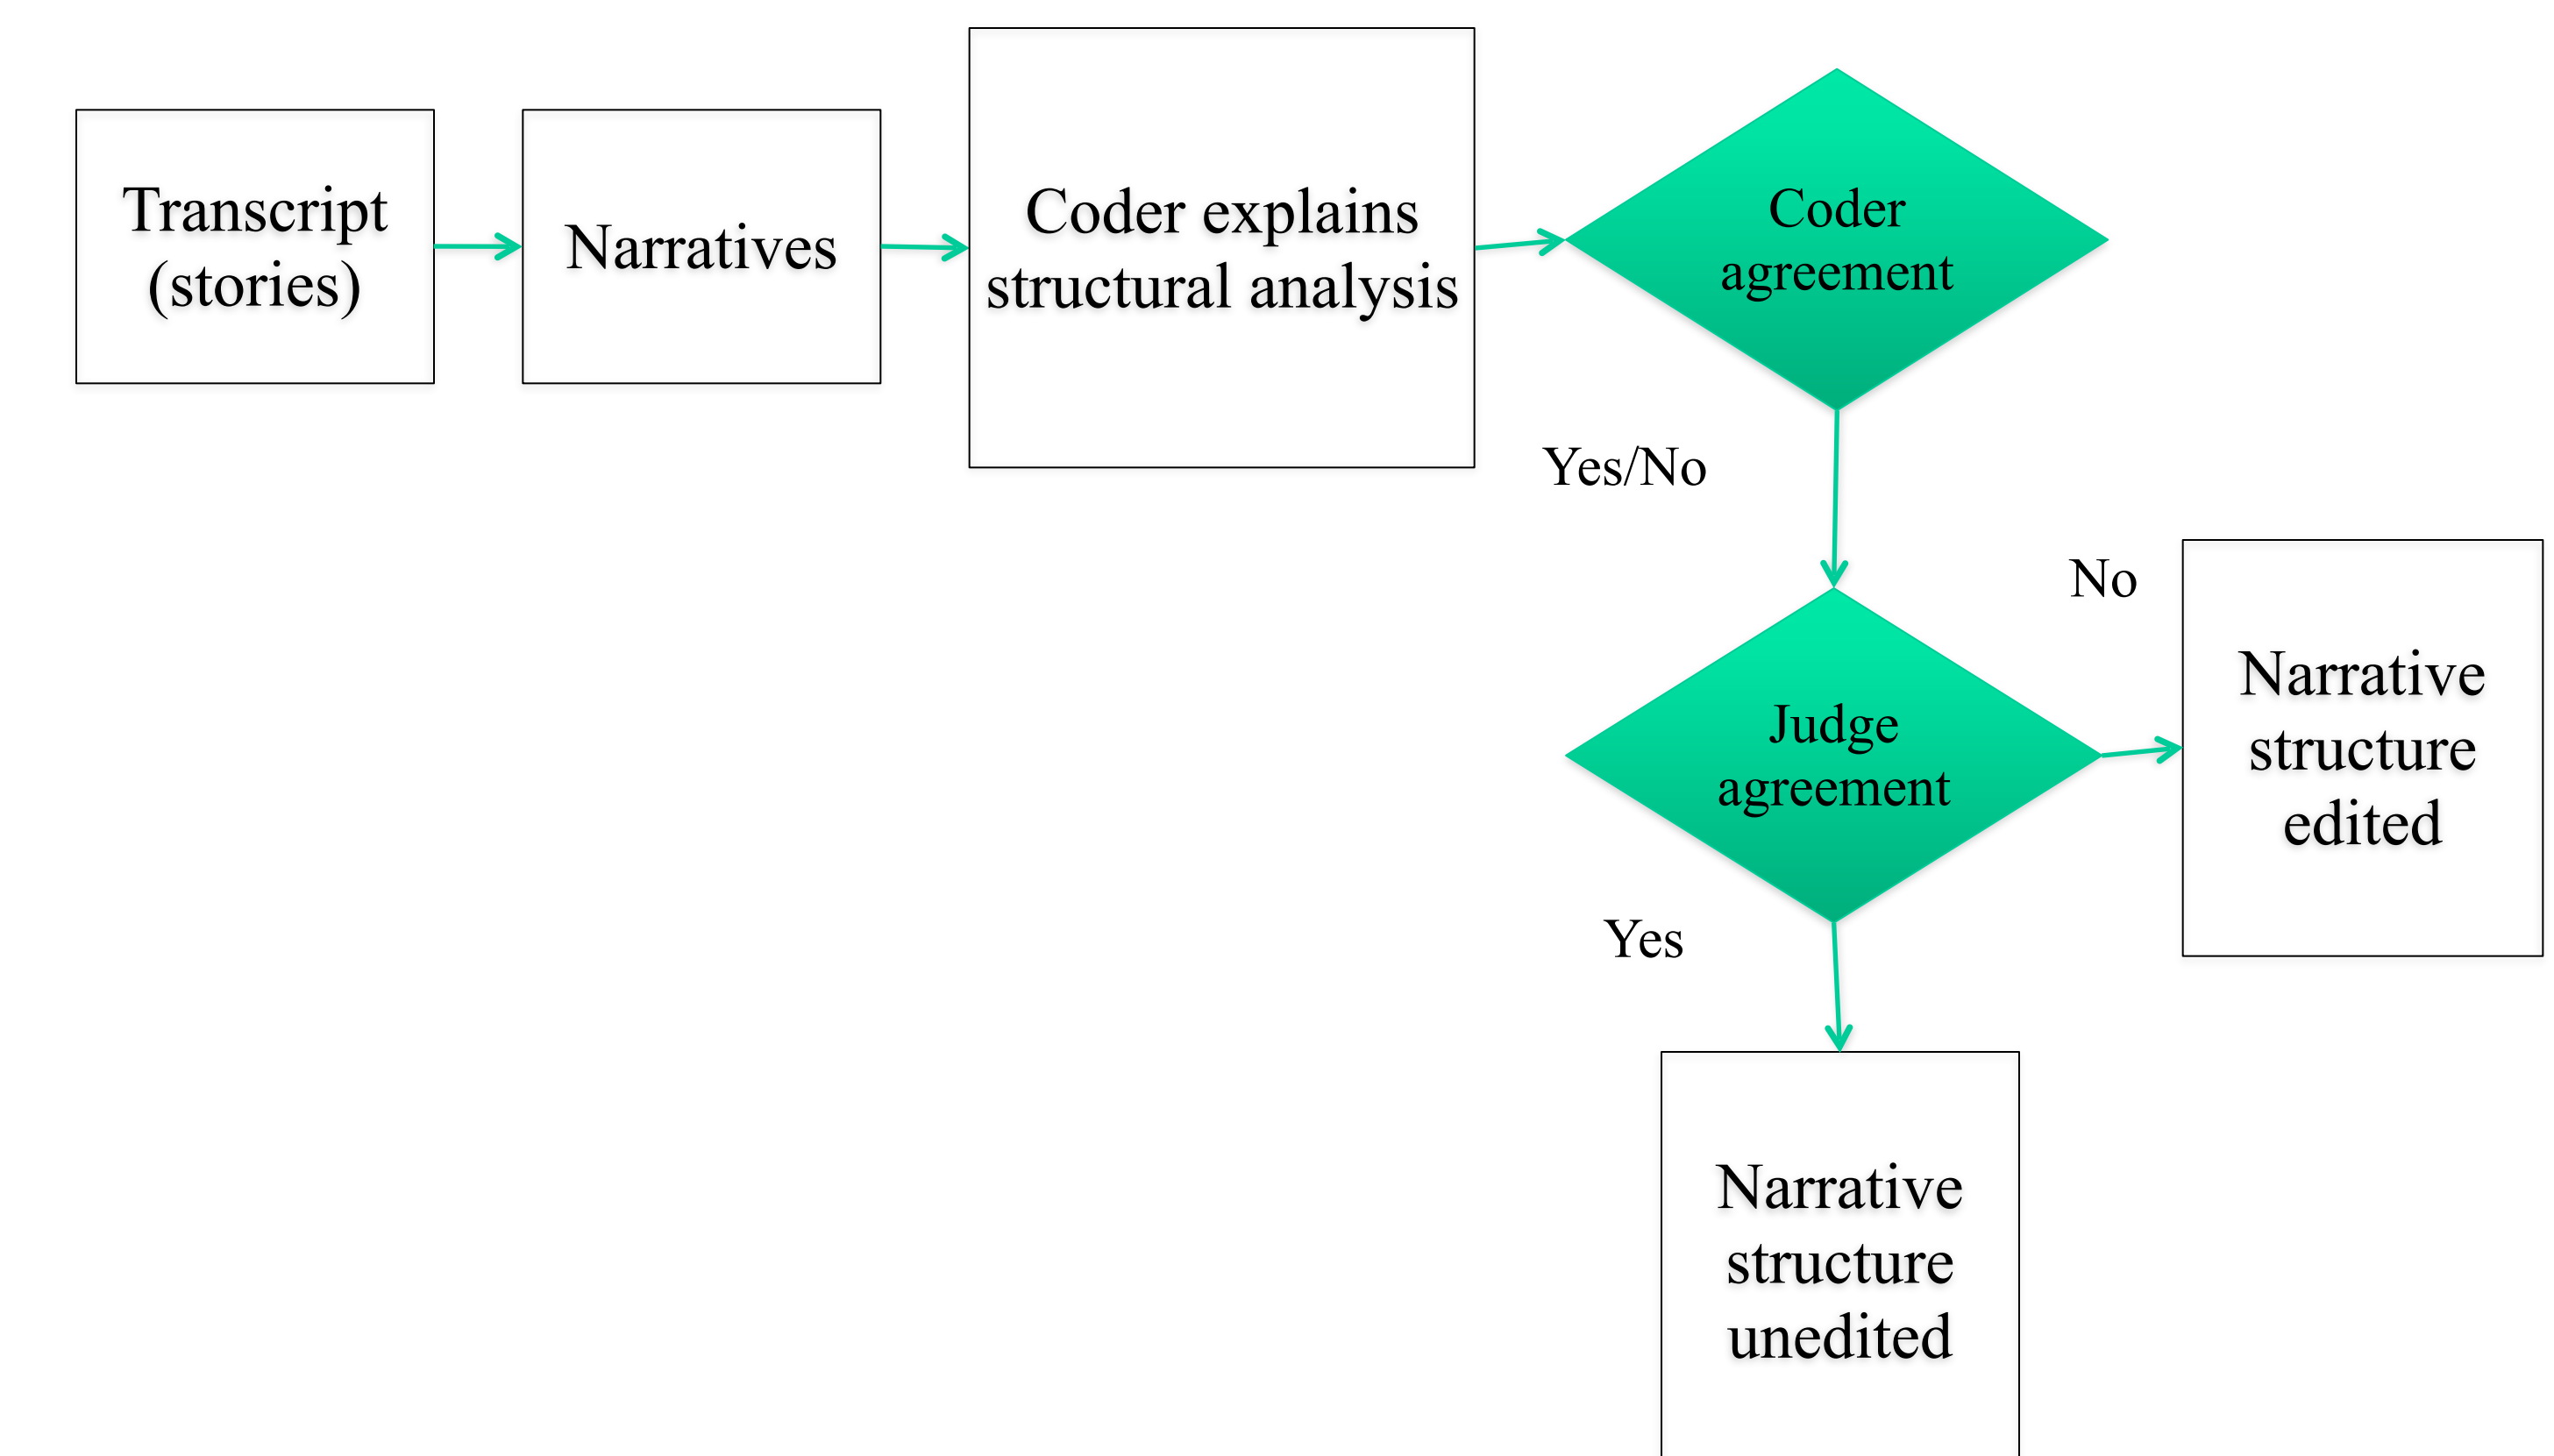 Transcript
(stories)
Narratives
Coder explains
structural analysis
Coder
agreement
Yes/No
Judge
agreement
No
Narrative
structure
edited
Yes
Narrative
structure
unedited